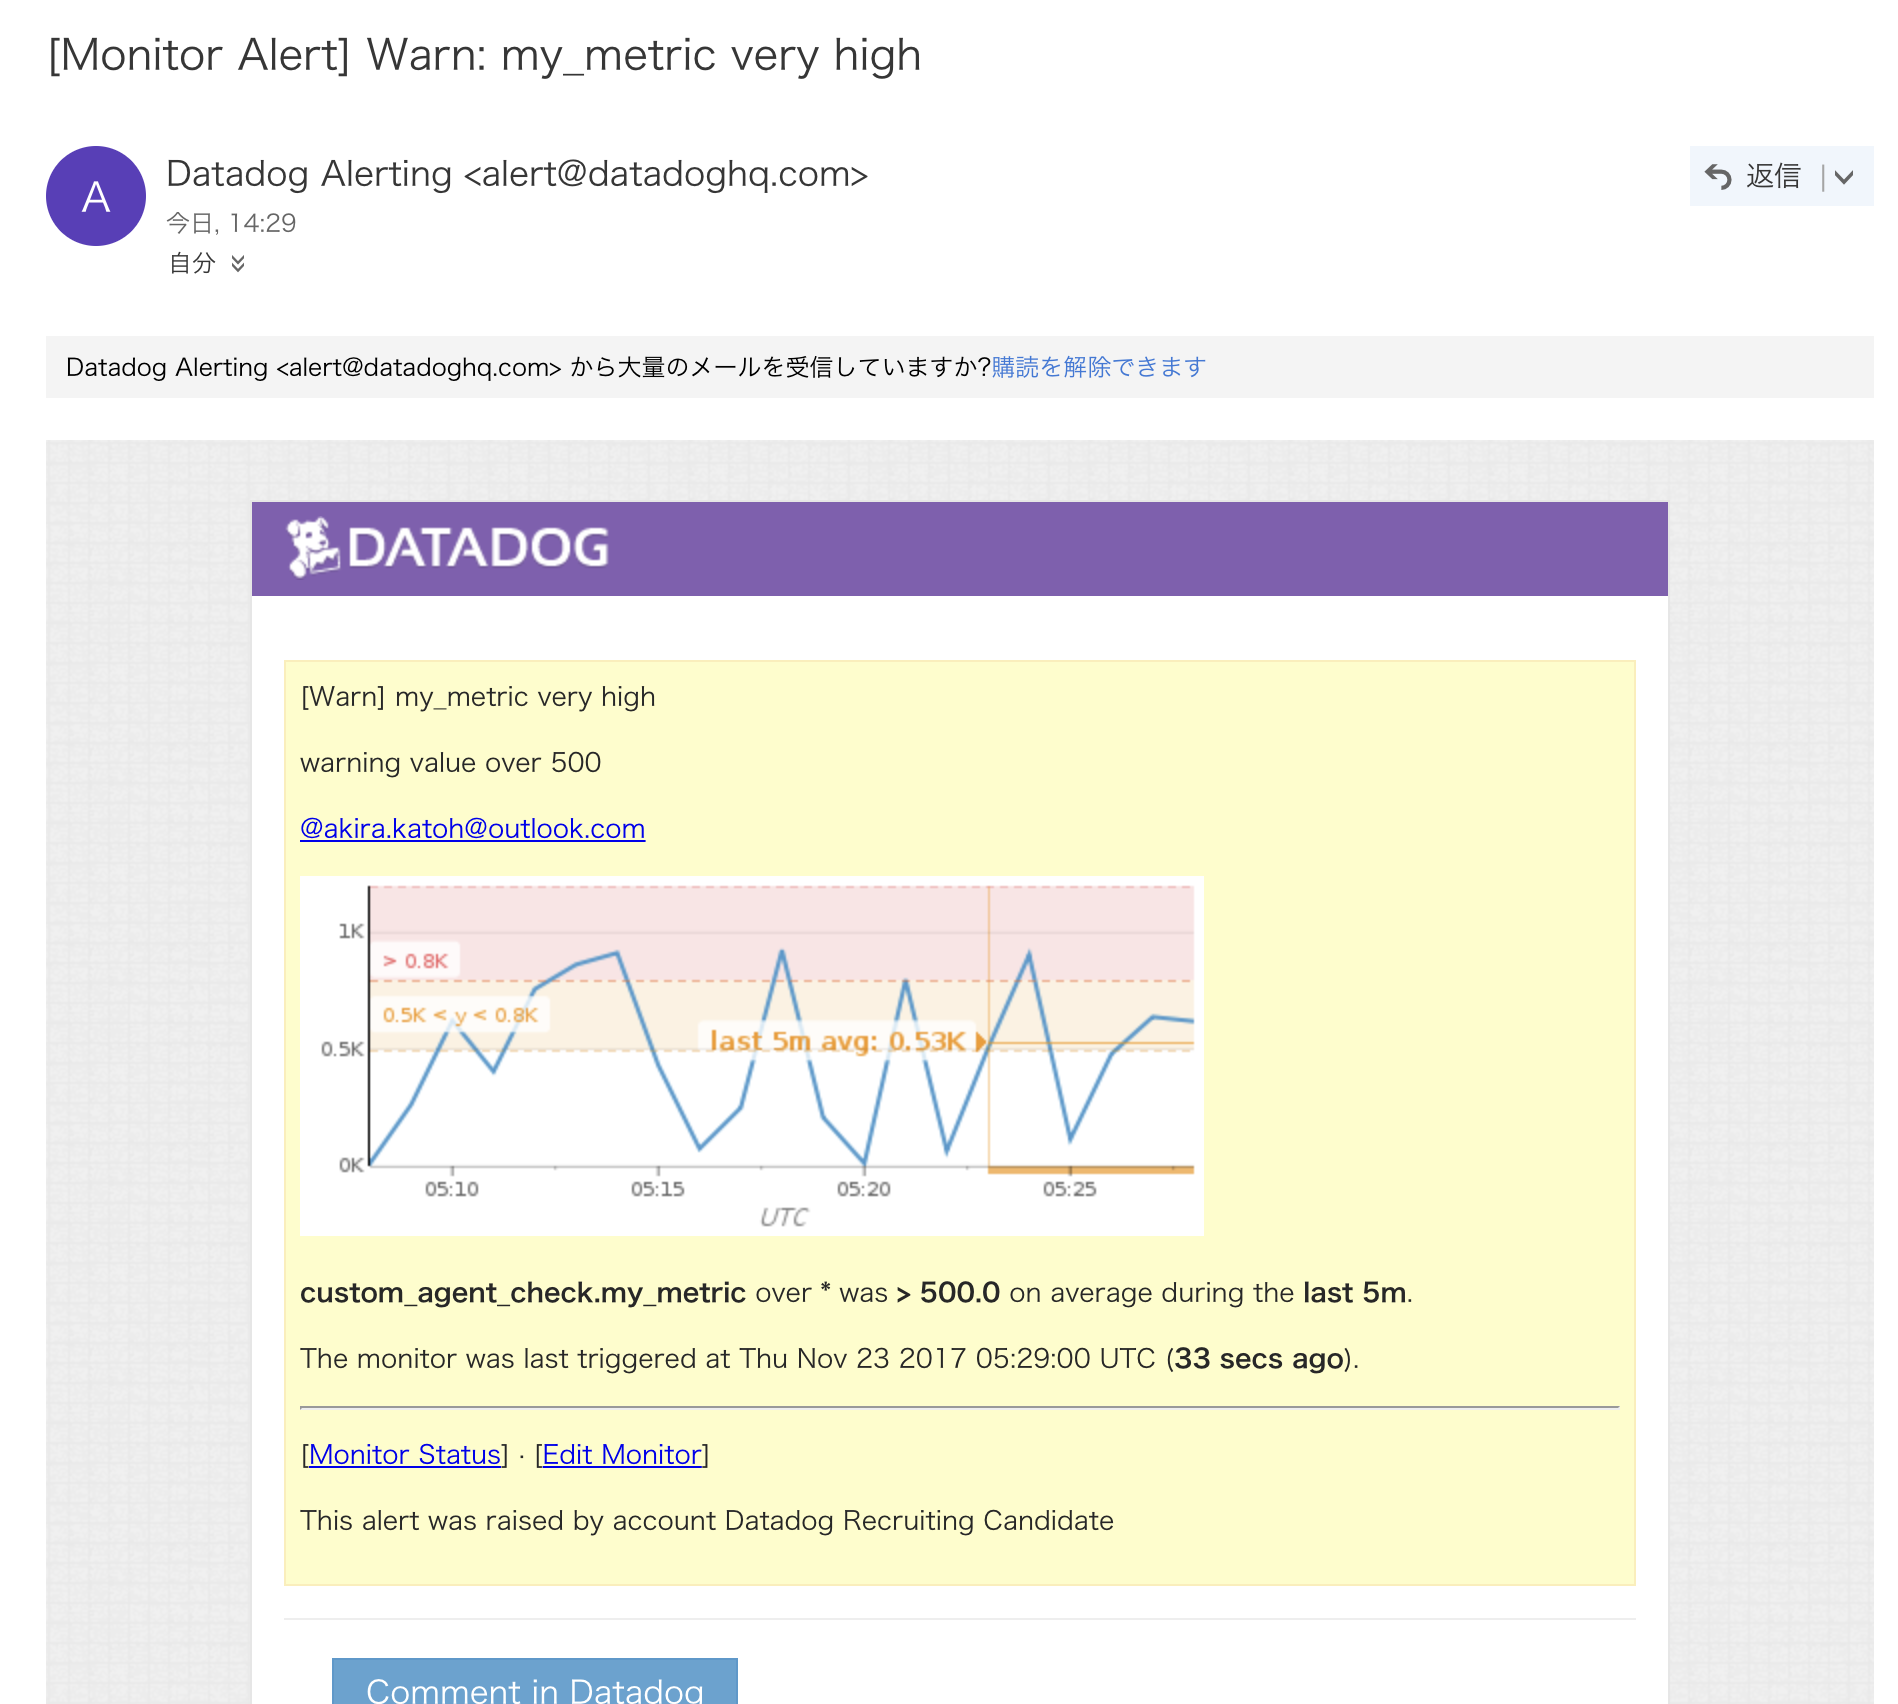 [Monitor Alert] Warn: my_metric very high
A
Datadog Alerting <alert@datadoghq.com>
返信
今日, 14:29
自分
Datadog Alerting <alert@datadoghq.com> から大量のメールを受信していますか?購読を解除できます
DATADOG
[Warn] my_metric very high
warning value over 500
@akira.katoh@outlook.com
1K
> 0.8K
0.5K < y < 0.8K
last 5m avg: 0.53K
0.5K
0K
05:10 05:15 05:20 05:25
UTC
custom_agent_check.my_metric over * was > 500.0 on average during the last 5m.
The monitor was last triggered at Thu Nov 23 2017 05:29:00 UTC (33 secs ago).
[Monitor Status] · [Edit Monitor]
This alert was raised by account Datadog Recruiting Candidate
Comment in Datadog